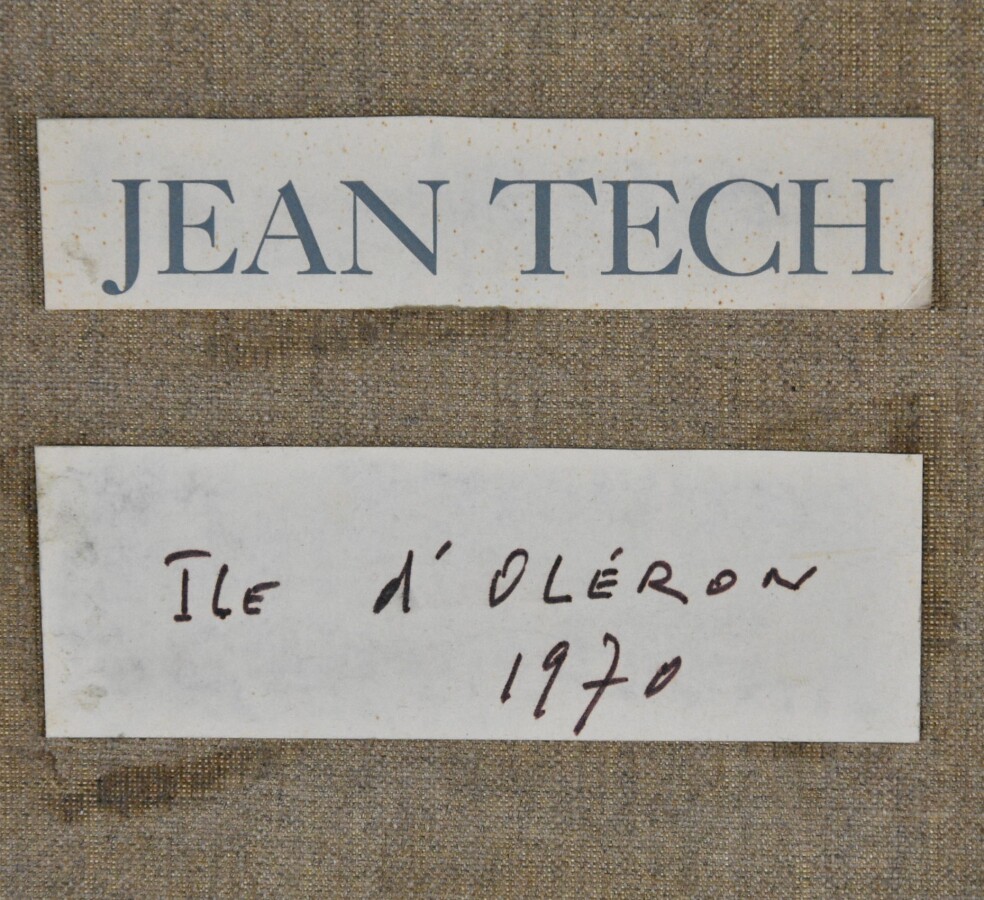 JEAN TECH
ILE d'OLÉRON
1970